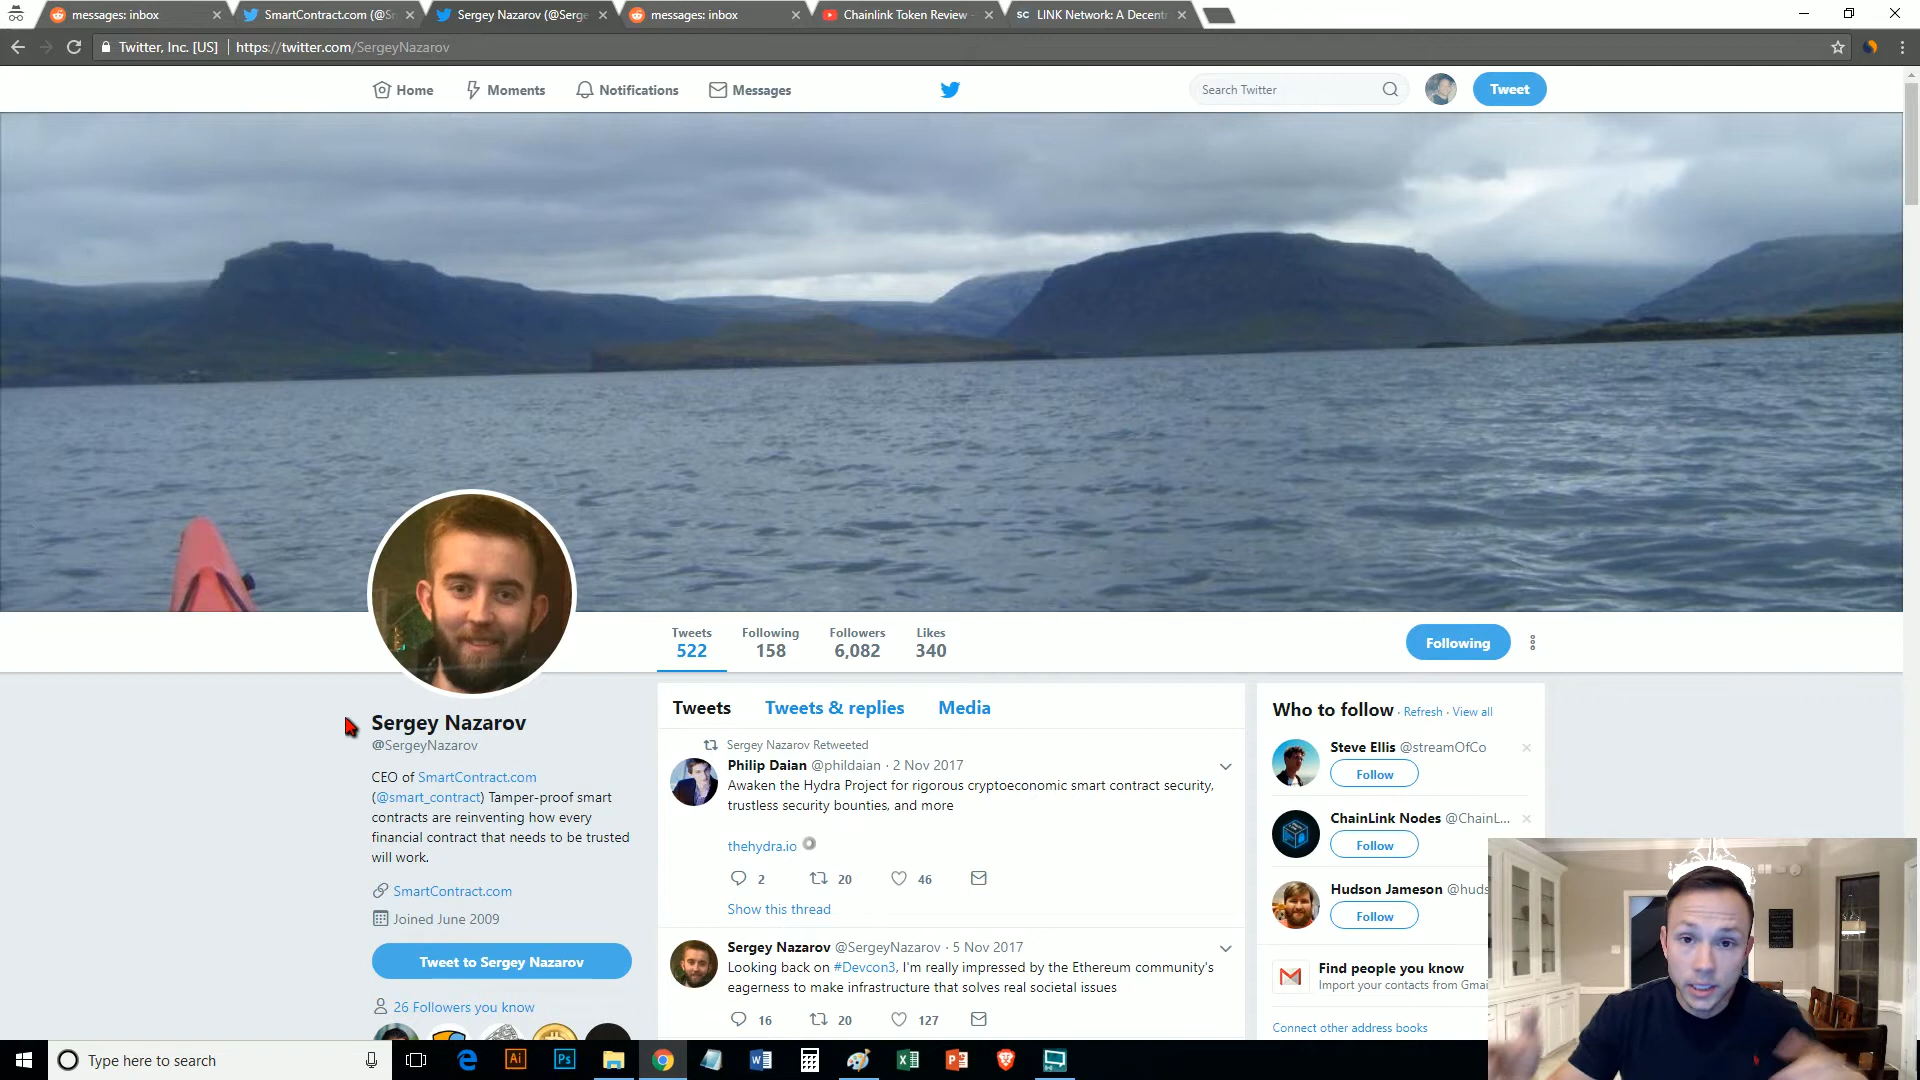 messages: inbox
SmartContract.com (@S
Sergey Nazarov (@Serge
messages: inbox
Chainlink Token Review -
SC LINK Network: A Decent
Twitter, Inc. [US] https://twitter.com/SergeyNazarov
Home Moments Notifications Messages
Search Twitter
Tweet
Tweets Following Followers Likes
522 158 6,082 340
Following
Sergey Nazarov
@SergeyNazarov
CEO of SmartContract.com
(@smart_contract) Tamper-proof smart
contracts are reinventing how every
financial contract that needs to be trusted
will work.
SmartContract.com
Joined June 2009
Tweet to Sergey Nazarov
26 Followers you know
Tweets Tweets & replies Media
Sergey Nazarov Retweeted
Philip Daian @phildaian · 2 Nov 2017
Awaken the Hydra Project for rigorous cryptoeconomic smart contract security,
trustless security bounties, and more
thehydra.io
2 20 46
Show this thread
Sergey Nazarov @SergeyNazarov · 5 Nov 2017
Looking back on #Devcon3, I'm really impressed by the Ethereum community's
eagerness to make infrastructure that solves real societal issues
16 20 127
Who to follow · Refresh · View all
Steve Ellis @streamOfCo
Follow
ChainLink Nodes @ChainL...
Follow
Hudson Jameson @huds
Follow
Find people you know
Import your contacts from Gmai
Connect other address books
Type here to search
Ai
Ps